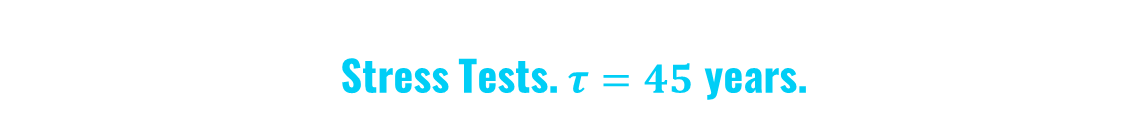 Stress Tests. τ = 45 years.